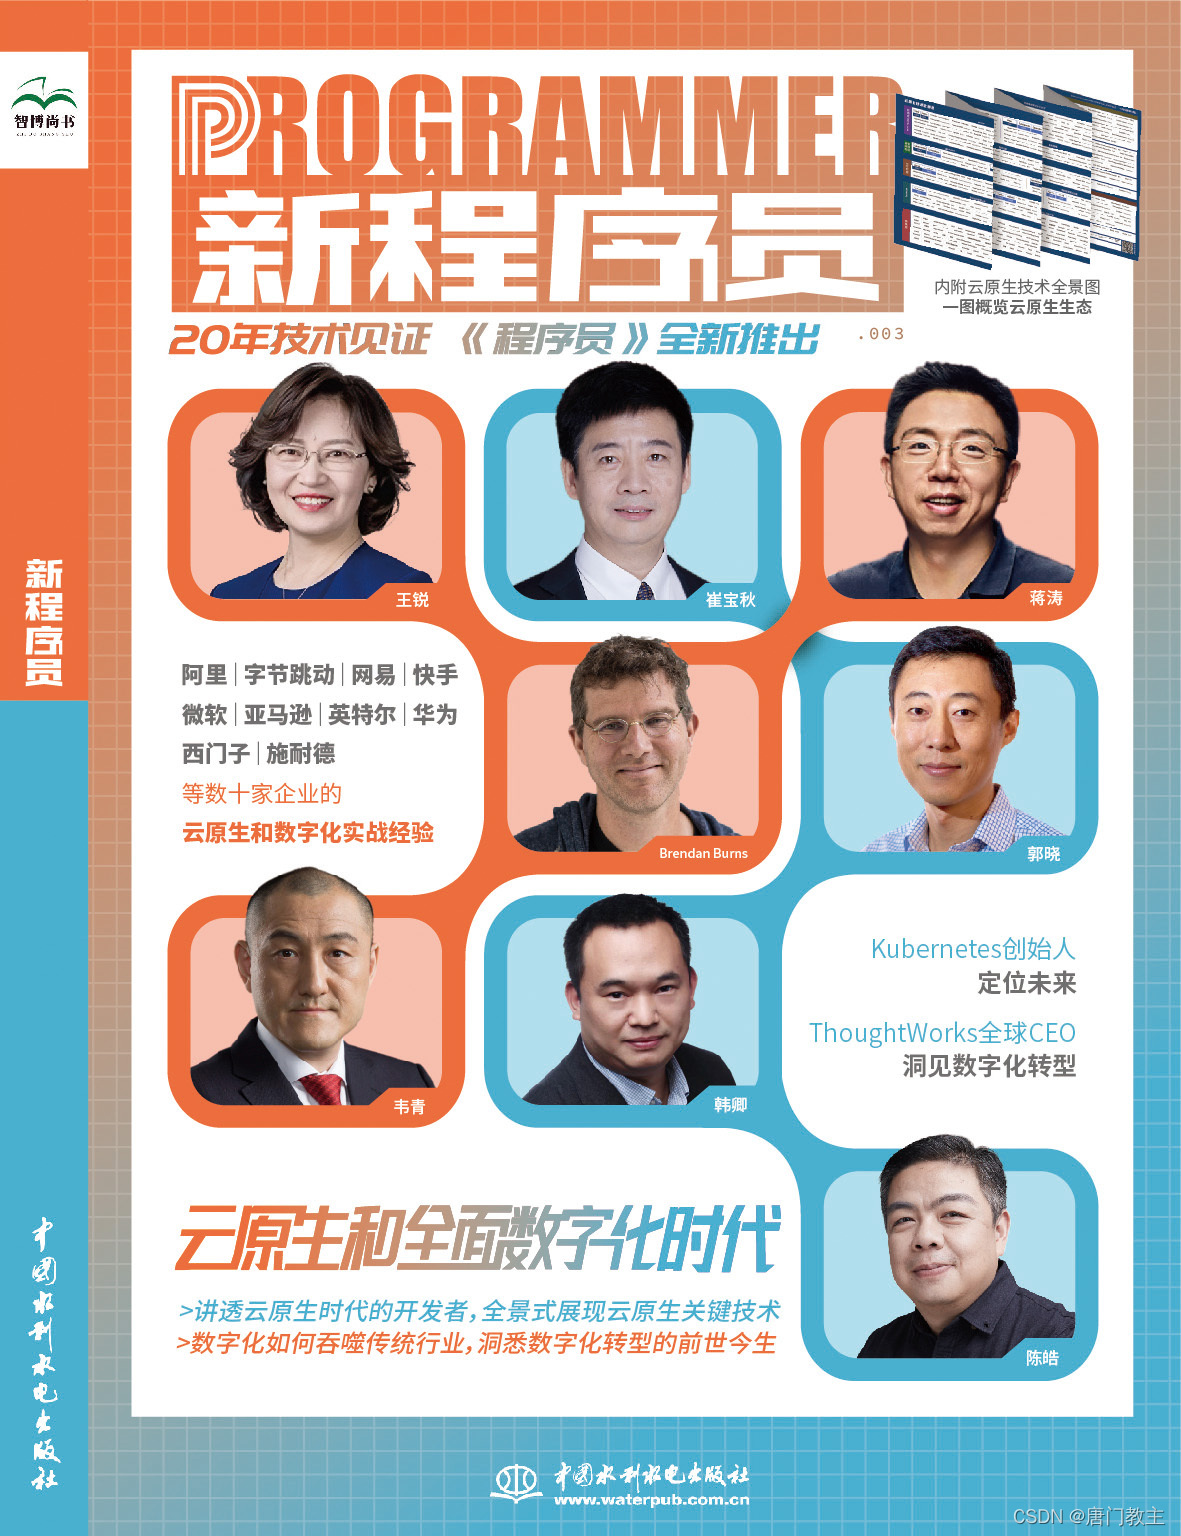 智博尚书
PROGRAMMER
新程序员
内附云原生技术全景图
一图概览云原生生态
20年技术见证 《程序员》全新推出
.003
王锐
崔宝秋
蒋涛
新程序员
阿里|字节跳动|网易|快手
微软|亚马逊|英特尔|华为
西门子|施耐德
等数十家企业的
云原生和数字化实战经验
Brendan Burns
郭晓
韦青
韩卿
Kubernetes创始人
定位未来
ThoughtWorks全球CEO
洞见数字化转型
云原生和全面数字化时代
>讲透云原生时代的开发者,全景式展现云原生关键技术
>数字化如何吞噬传统行业,洞悉数字化转型的前世今生
陈皓
中國水利水电出版社
中國水利水电出版社
www.waterpub.com.cn
CSDN @唐门教主